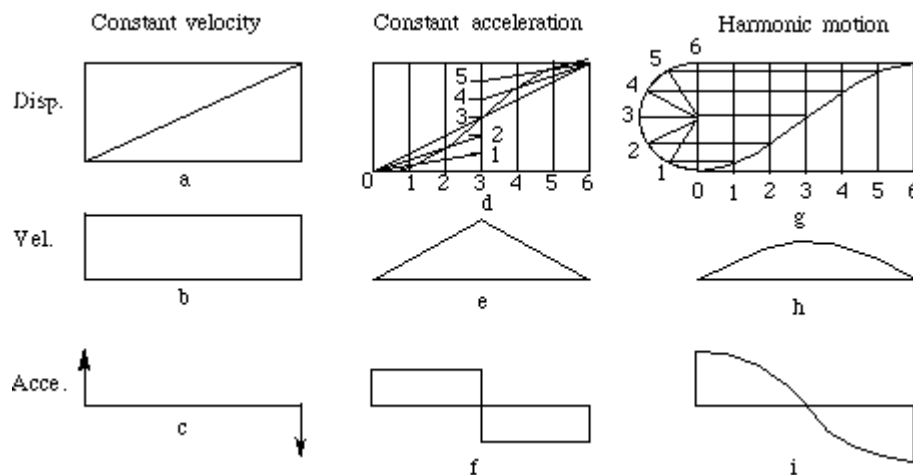 Constant velocity
Constant acceleration
Harmonic motion
Disp.
5
4
3
2
1
0 1 2 3 4 5 6
6
5
4
3
2
1
0 1 2 3 4 5 6
a
d
g
Vel.
b
e
h
Acce.
c
f
i